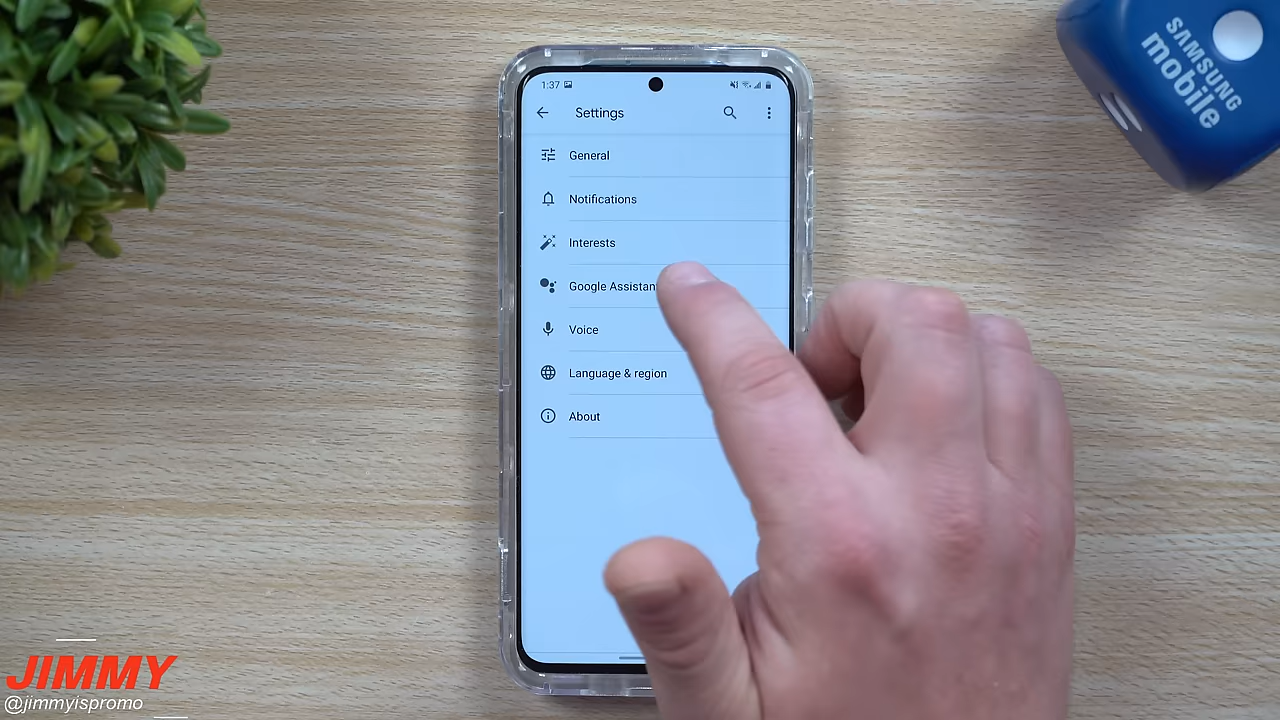 SAMSUNG
mobile
1:37
Settings
General
Notifications
Interests
Google Assistan
Voice
Language & region
About
JIMMY
@jimmyispromo